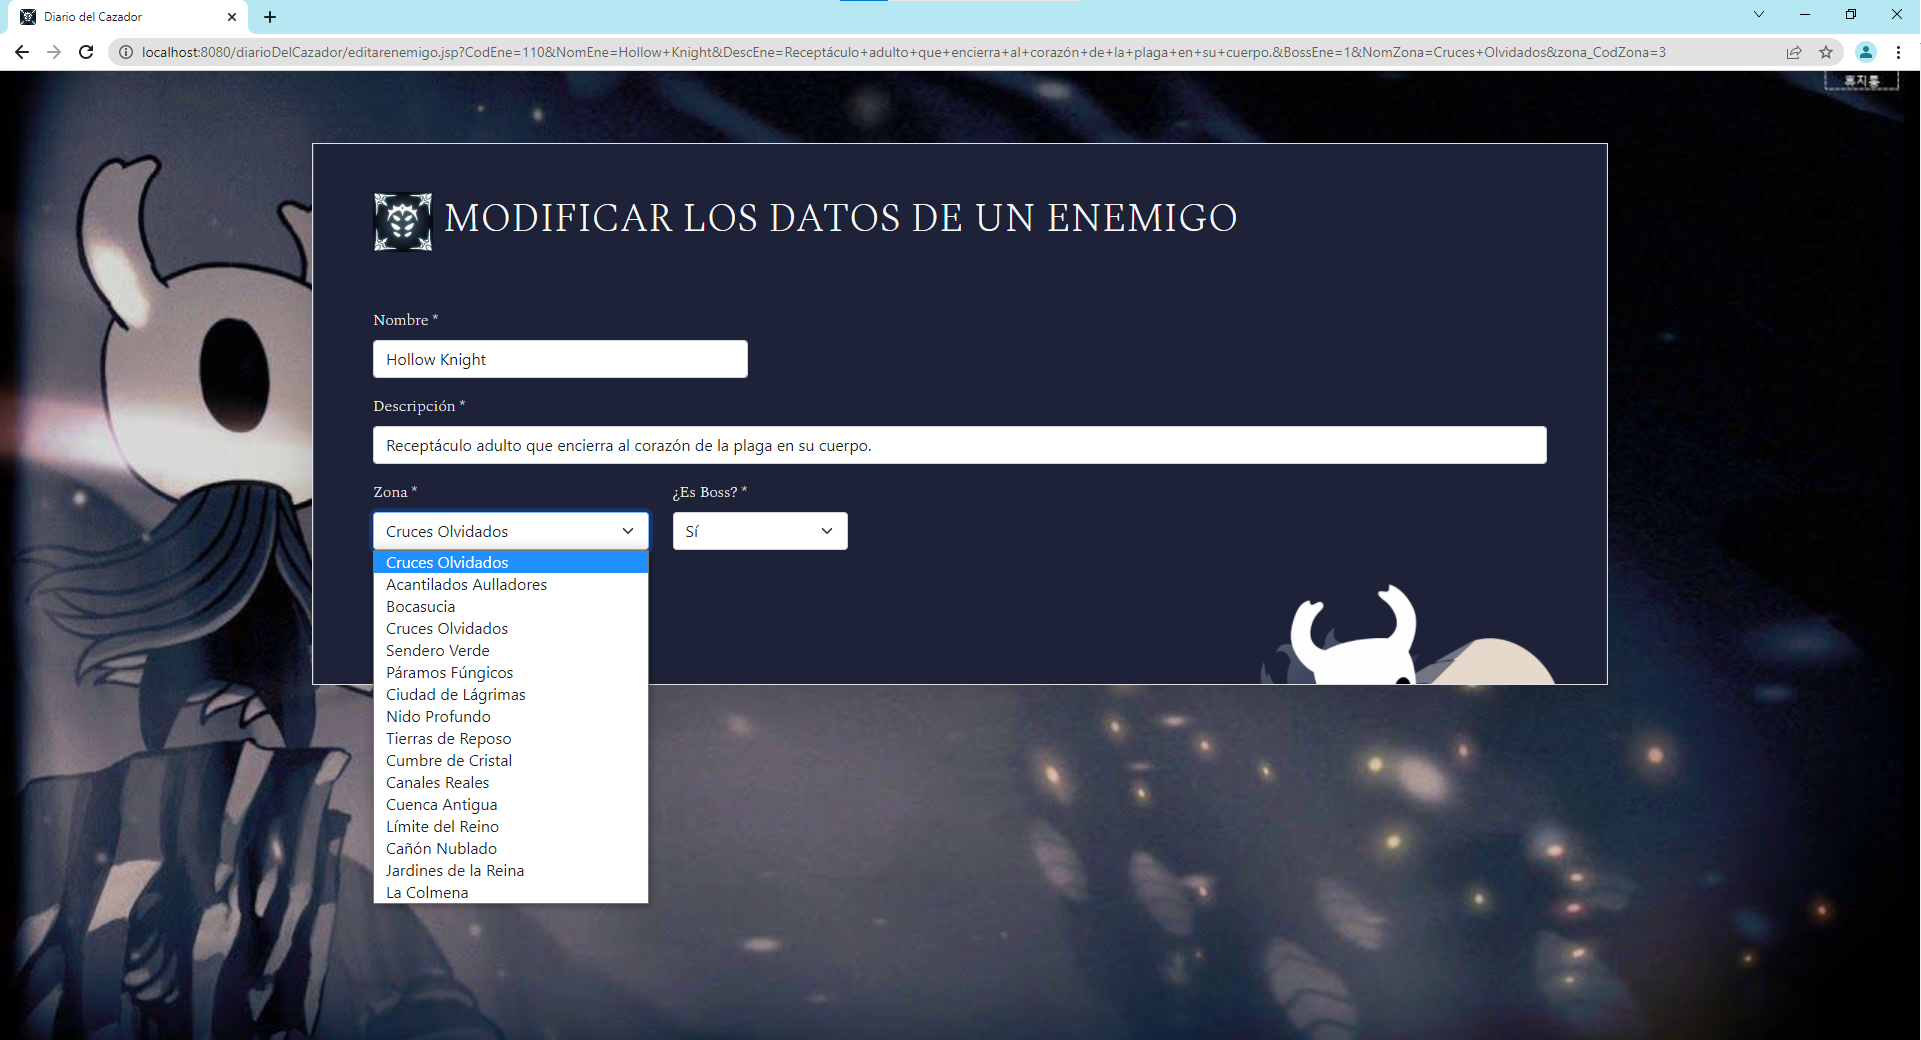 Diario del Cazador
localhost:8080/diarioDelCazador/editarenemigo.jsp?CodEne=110&NomEne=Hollow+Knight&DescEne=Receptáculo+adulto+que+encierra+al+corazón+de+la+plaga+en+su+cuerpo.&BossEne=1&NomZona=Cruces+Olvidados&zona_CodZona=3
휴지통
MODIFICAR LOS DATOS DE UN ENEMIGO
Nombre *
Hollow Knight
Descripción *
Receptáculo adulto que encierra al corazón de la plaga en su cuerpo.
Zona *
¿Es Boss? *
Cruces Olvidados
Sí
Cruces Olvidados
Acantilados Aulladores
Bocasucia
Cruces Olvidados
Sendero Verde
Páramos Fúngicos
Ciudad de Lágrimas
Nido Profundo
Tierras de Reposo
Cumbre de Cristal
Canales Reales
Cuenca Antigua
Límite del Reino
Cañón Nublado
Jardines de la Reina
La Colmena